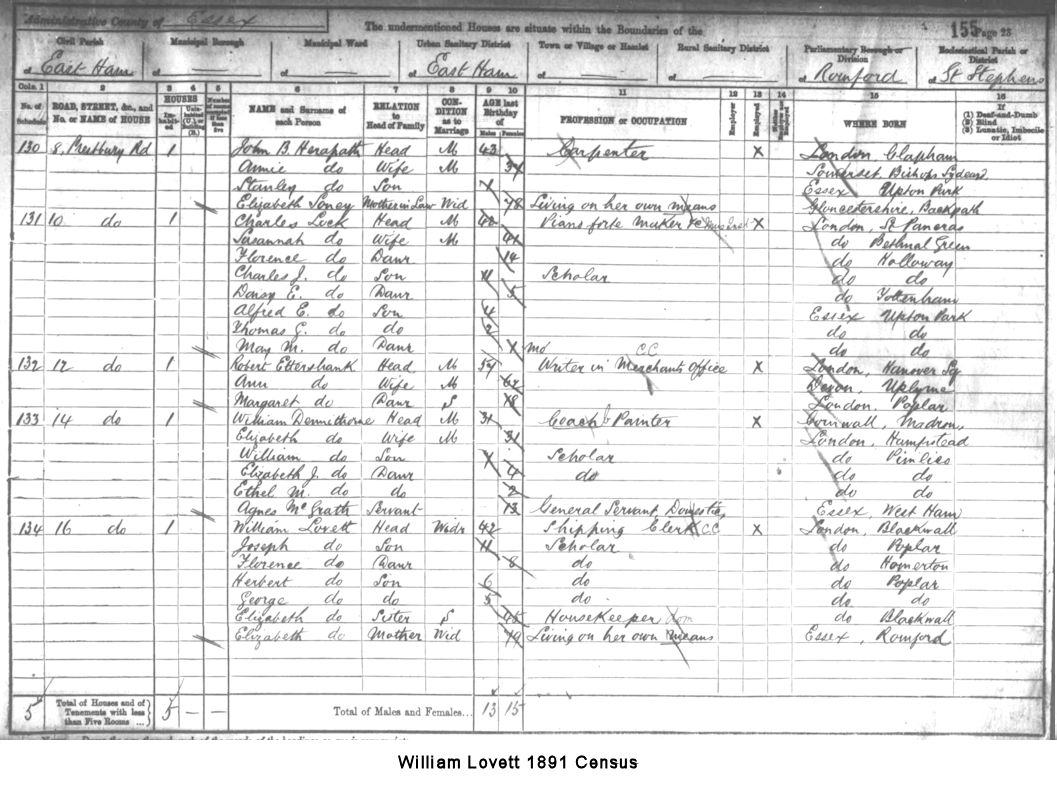 Administrative County of Essex
The undermentioned Houses are situate within the Boundaries of the
155 Page 23
Civil Parish of East Ham
Municipal Borough of
Municipal Ward of
Urban Sanitary District of East Ham
Town or Village or Hamlet of
Rural Sanitary District of
Parliamentary Borough or Division of Romford
Ecclesiastical Parish or District of St Stephens
Cols. 1 2 3 4 5 6 7 8 9 10 11 12 13 14 15 16
No. of Schedule ROAD, STREET, &c., and No. or NAME of HOUSE HOUSES Inhabited Uninhabited (U.) or Building (B.) NAME and Surname of each Person RELATION to Head of Family CONDITION as to Marriage AGE last Birthday of Males Females PROFESSION or OCCUPATION Employer Employed WHERE BORN If (1) Deaf-and-Dumb (2) Blind (3) Lunatic, Imbecile or Idiot
130 8, Prestbury Rd 1 John B. Herapath Head M 43 Carpenter X London, Clapham
Annie do Wife M Somerset, Bishops Lydeard
Stanley do Son Essex Upton Park
Elizabeth Mother in Law Wid 78 Living on her own means Gloucestershire,
131 10 do 1 Charles Lock Head M Piano forte Maker X London, St Pancras
Susannah do Wife M do Bethnal Green
Florence do Daur 14 do Holloway
Charles J. do Son 11 Scholar do do
Daisy E. do Daur 5 do Tottenham
Alfred E. do Son 4 Essex Upton Park
Thomas G. do do 2 do do
May M. do Daur mo do do
132 12 do 1 Robert Ettershank Head M Writer in Merchants Office CC X London, Hanover Sq
Ann do Wife M Devon, Uplyme
Margaret do Daur S 18 London, Poplar
133 14 do 1 William Dennithorne Head M 31 Coach Painter X Cornwall, Madron,
Elizabeth do Wife M 31 London, Hampstead
William do Son Scholar do Pimlico
Elizabeth J. do Daur 4 do do do
Ethel M. do do 2 do do
Agnes McGrath Servant 13 General Servant Domestic Essex, West Ham
134 16 do 1 William Lovett Head Widr 42 Shipping Clerk CC X London, Blackwall
Joseph do Son 11 Scholar do Poplar
Florence do Daur 8 do do Homerton
Herbert do Son 6 do do Poplar
George do do 5 do do do
Elizabeth do Sister S 45 HouseKeeper dom do Blackwall
Elizabeth do Mother Wid 79 Living on her own means Essex, Romford
5 Total of Houses and of Tenements with less than Five Rooms ... 5 — — Total of Males and Females... 13 15
William Lovett 1891 Census